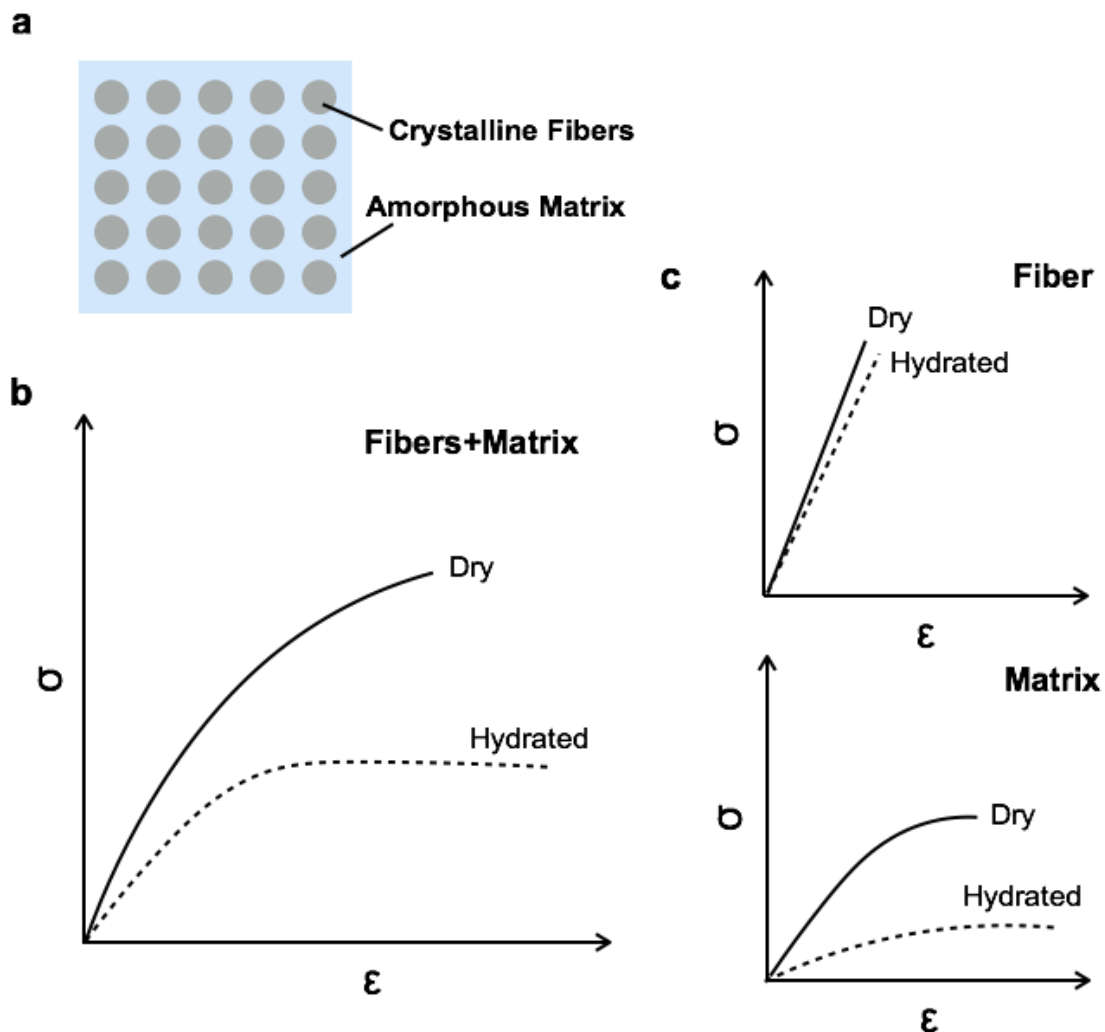 a
Crystalline Fibers
Amorphous Matrix
b
Fibers+Matrix
Dry
Hydrated
σ
ε
c
Fiber
Dry
Hydrated
σ
ε
Matrix
Dry
Hydrated
σ
ε